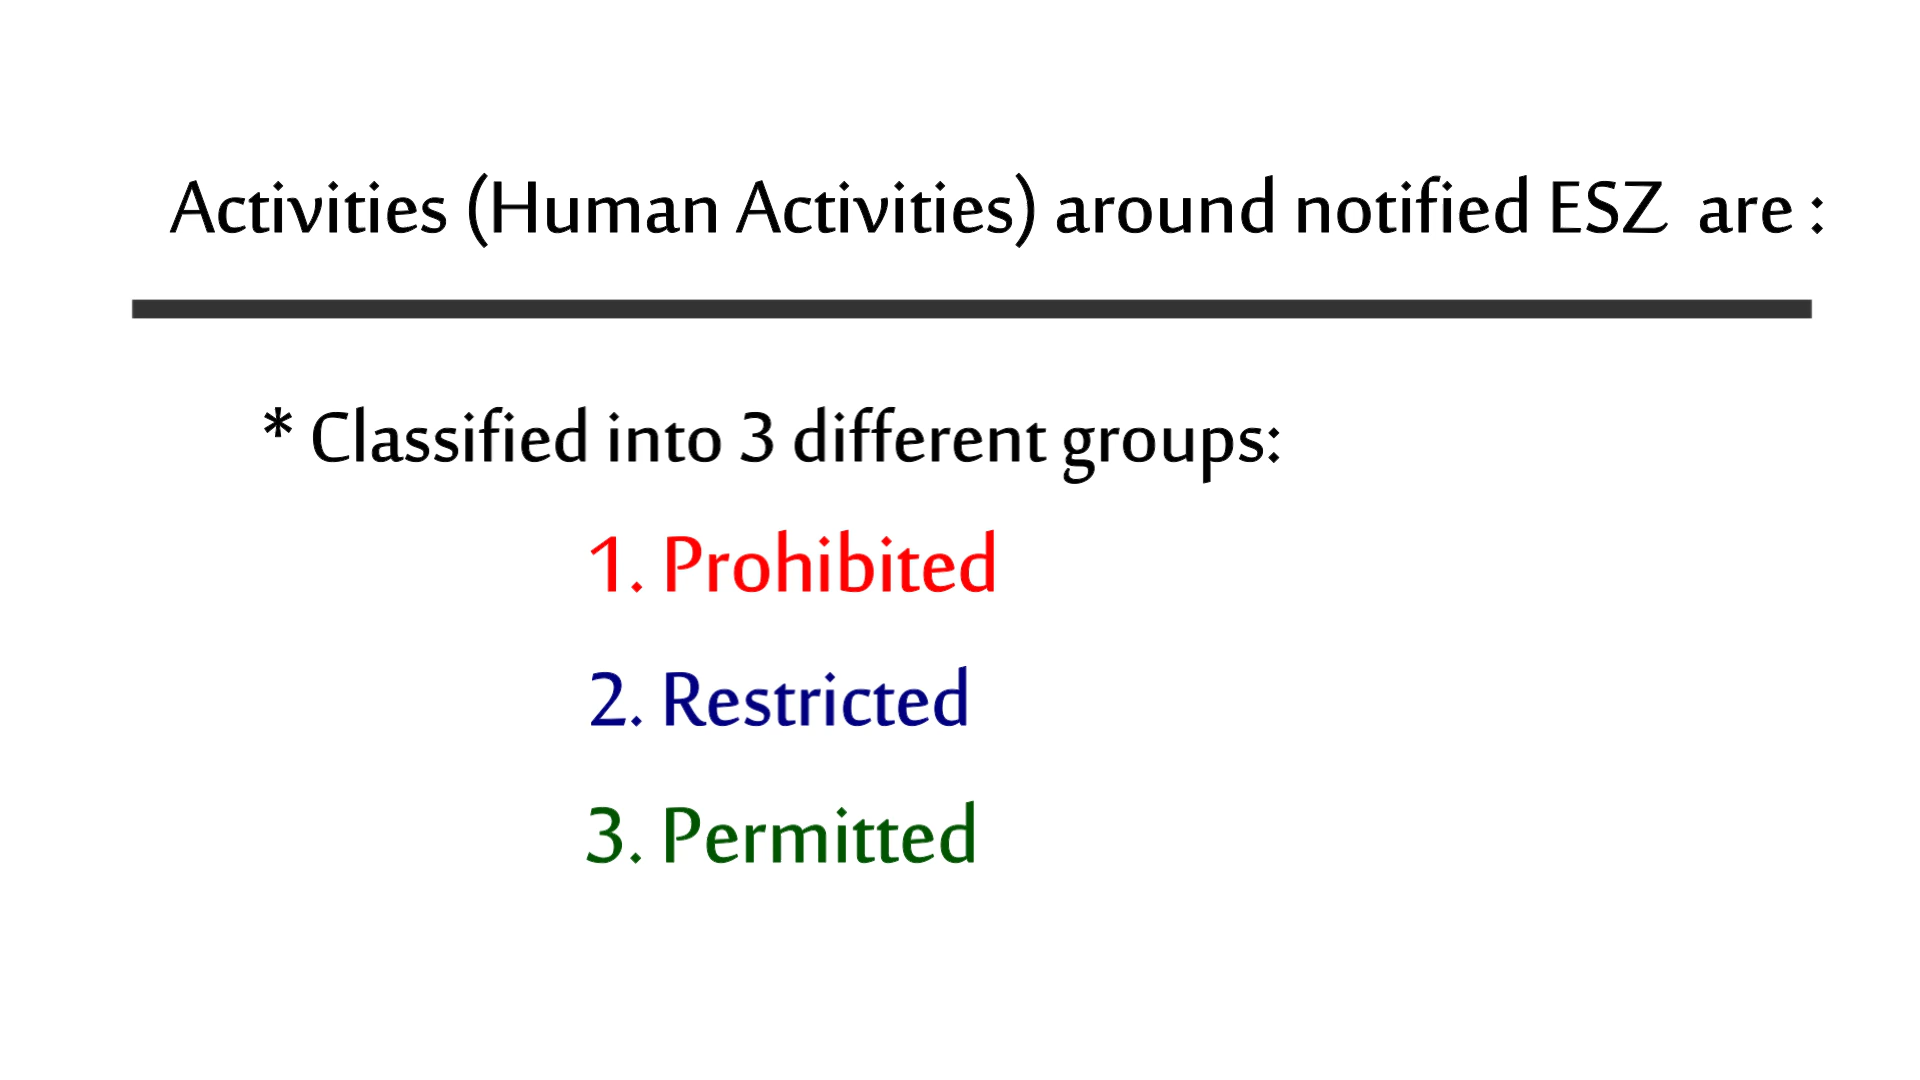 Activities (Human Activities) around notified ESZ are :
* Classified into 3 different groups:
1. Prohibited
2. Restricted
3. Permitted